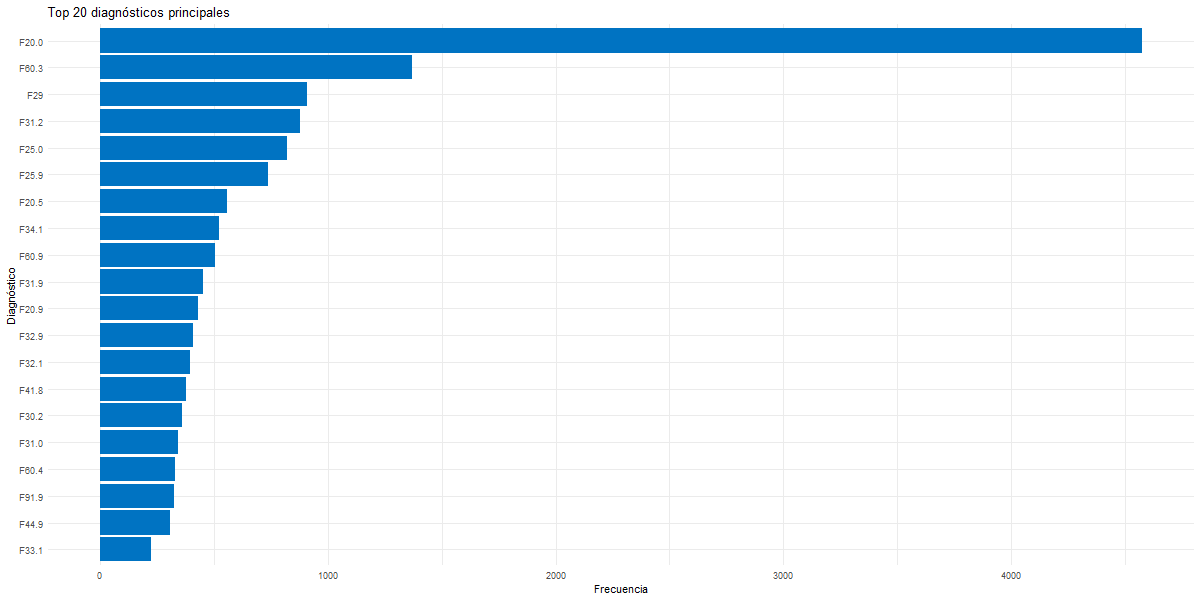 Top 20 diagnósticos principales
Diagnóstico
F20.0
F60.3
F29
F31.2
F25.0
F25.9
F20.5
F34.1
F60.9
F31.9
F20.9
F32.9
F32.1
F41.8
F30.2
F31.0
F60.4
F91.9
F44.9
F33.1
0 1000 2000 3000 4000
Frecuencia